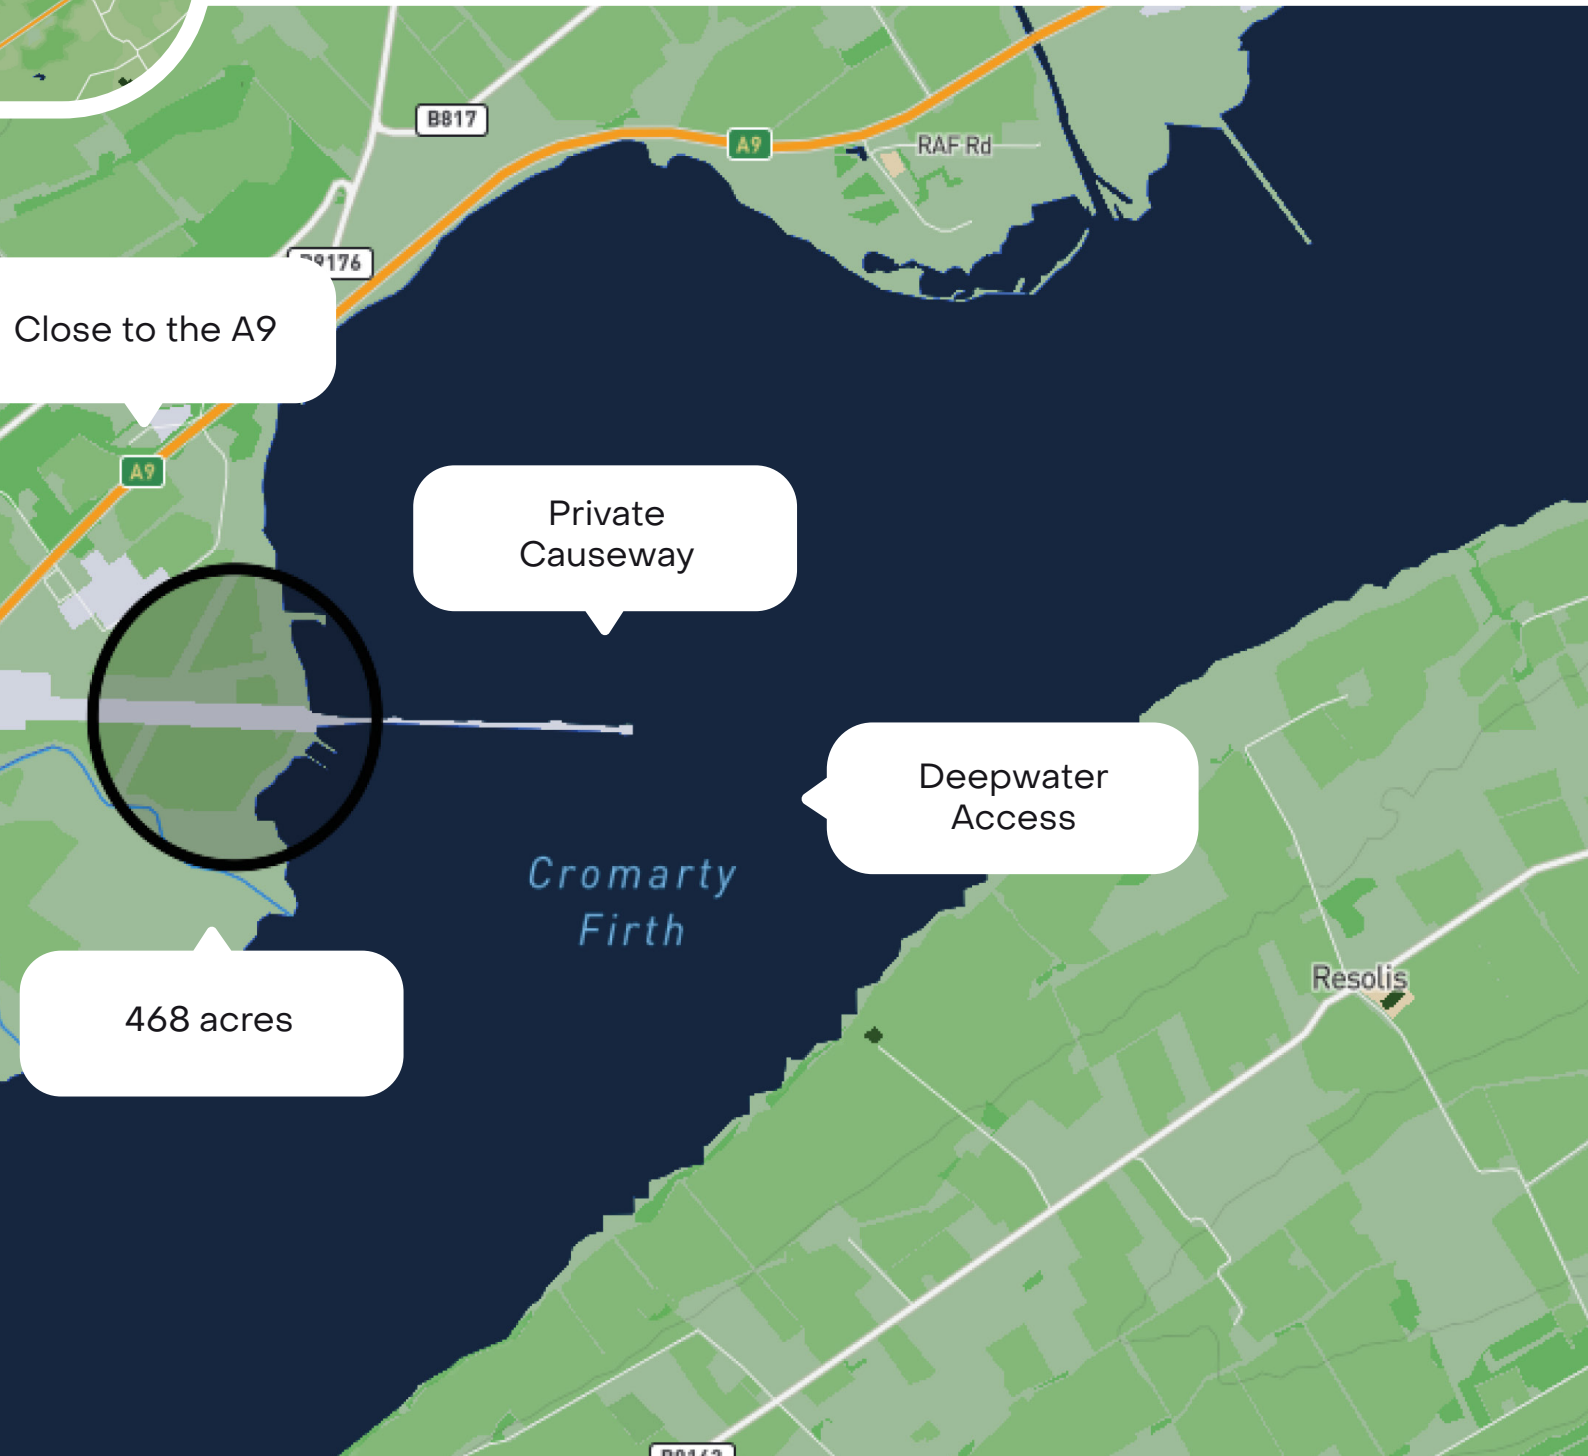 B817
A9
RAF Rd
Close to the A9
A9
Private
Causeway
Deepwater
Access
Cromarty
Firth
Resolis
468 acres